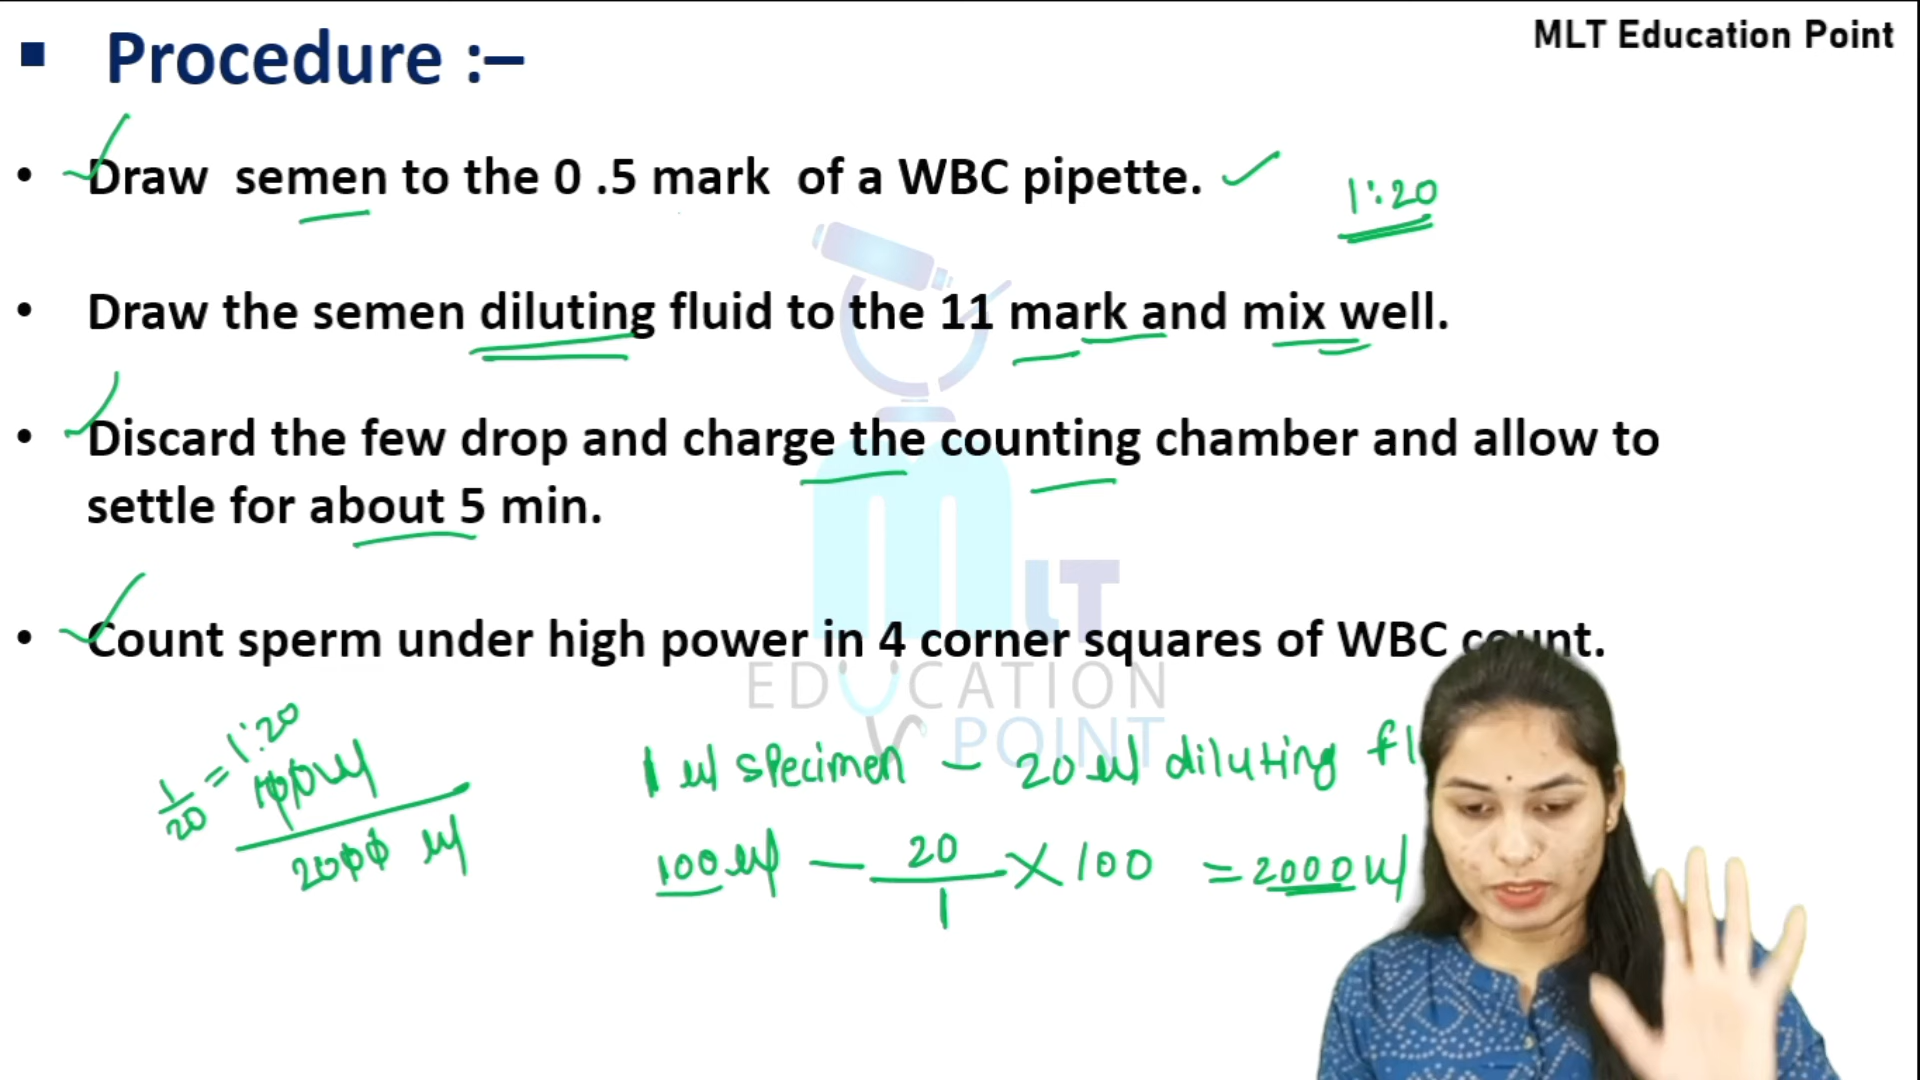 MLT Education Point
Procedure :–
Draw semen to the 0 .5 mark of a WBC pipette.
1:20
Draw the semen diluting fluid to the 11 mark and mix well.
Discard the few drop and charge the counting chamber and allow to
settle for about 5 min.
Count sperm under high power in 4 corner squares of WBC count.
MLT
EDUCATION
POINT
1/20 = 1:20
100 ul
2000 ul
1 ul specimen – 20 ul diluting fl
100 ul – 20/1 × 100 = 2000 ul